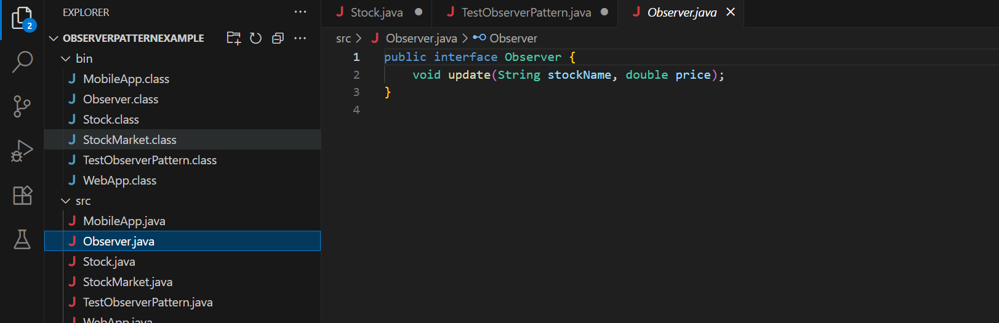 2
EXPLORER
OBSERVERPATTERNEXAMPLE
bin
J MobileApp.class
J Observer.class
J Stock.class
J StockMarket.class
J TestObserverPattern.class
J WebApp.class
src
J MobileApp.java
J Observer.java
J Stock.java
J StockMarket.java
J TestObserverPattern.java
J WebApp.java
J Stock.java J TestObserverPattern.java J Observer.java
src > J Observer.java > Observer
1 public interface Observer {
2 void update(String stockName, double price);
3 }
4